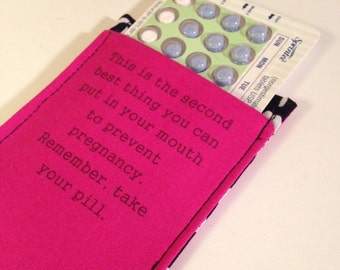 Sprintec
SUN
MON
TUE
This is the second
best thing you can
put in your mouth
to prevent
pregnancy.
Remember, take
your pill.